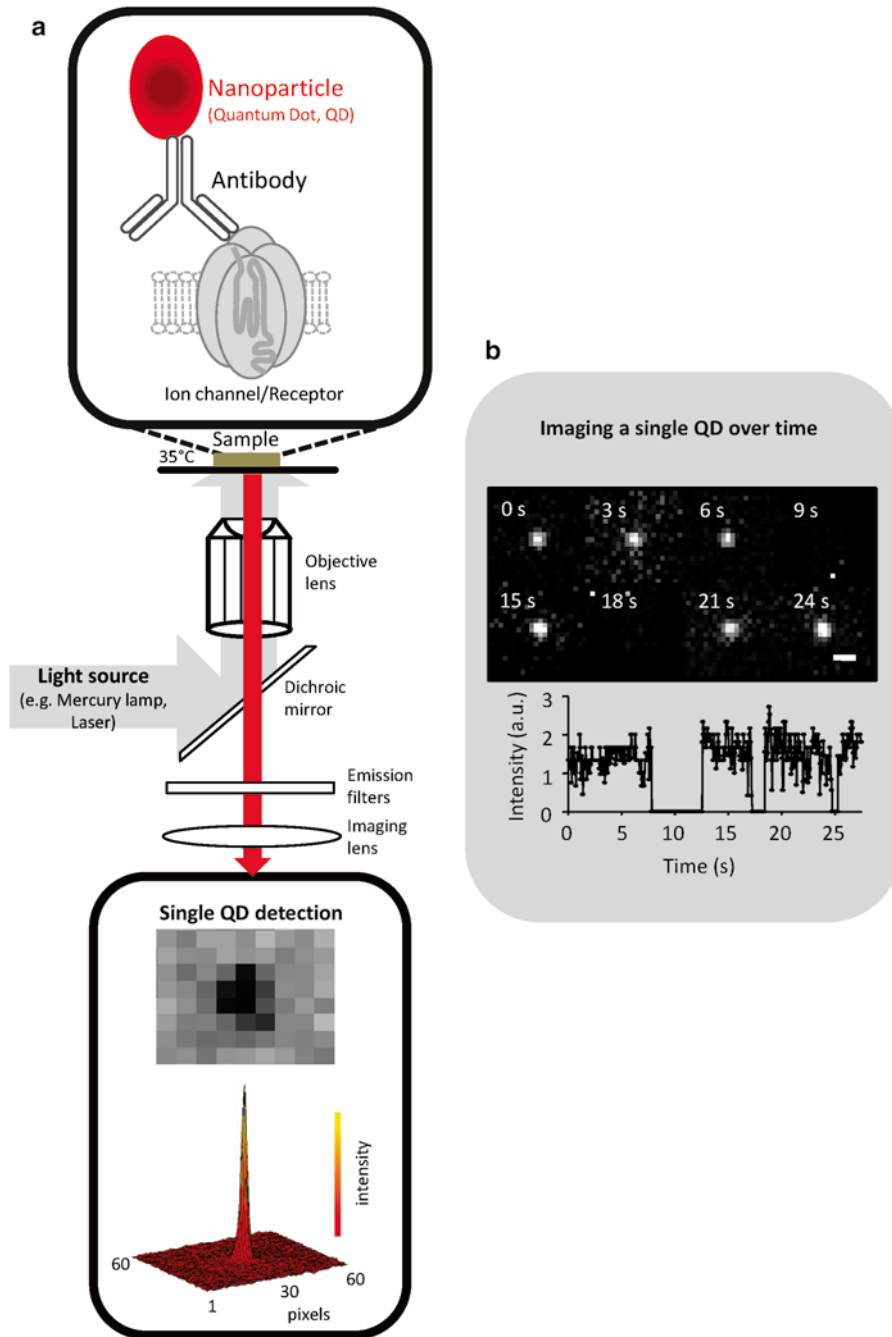 a
Nanoparticle
(Quantum Dot, QD)
Antibody
Ion channel/Receptor
Sample
35°C
Objective
lens
Light source
(e.g. Mercury lamp,
Laser)
Dichroic
mirror
Emission
filters
Imaging
lens
Single QD detection
intensity
60
1
30
60
pixels
b
Imaging a single QD over time
0 s 3 s 6 s 9 s
15 s 18 s 21 s 24 s
Intensity (a.u.)
3
2
1
0
0 5 10 15 20 25
Time (s)